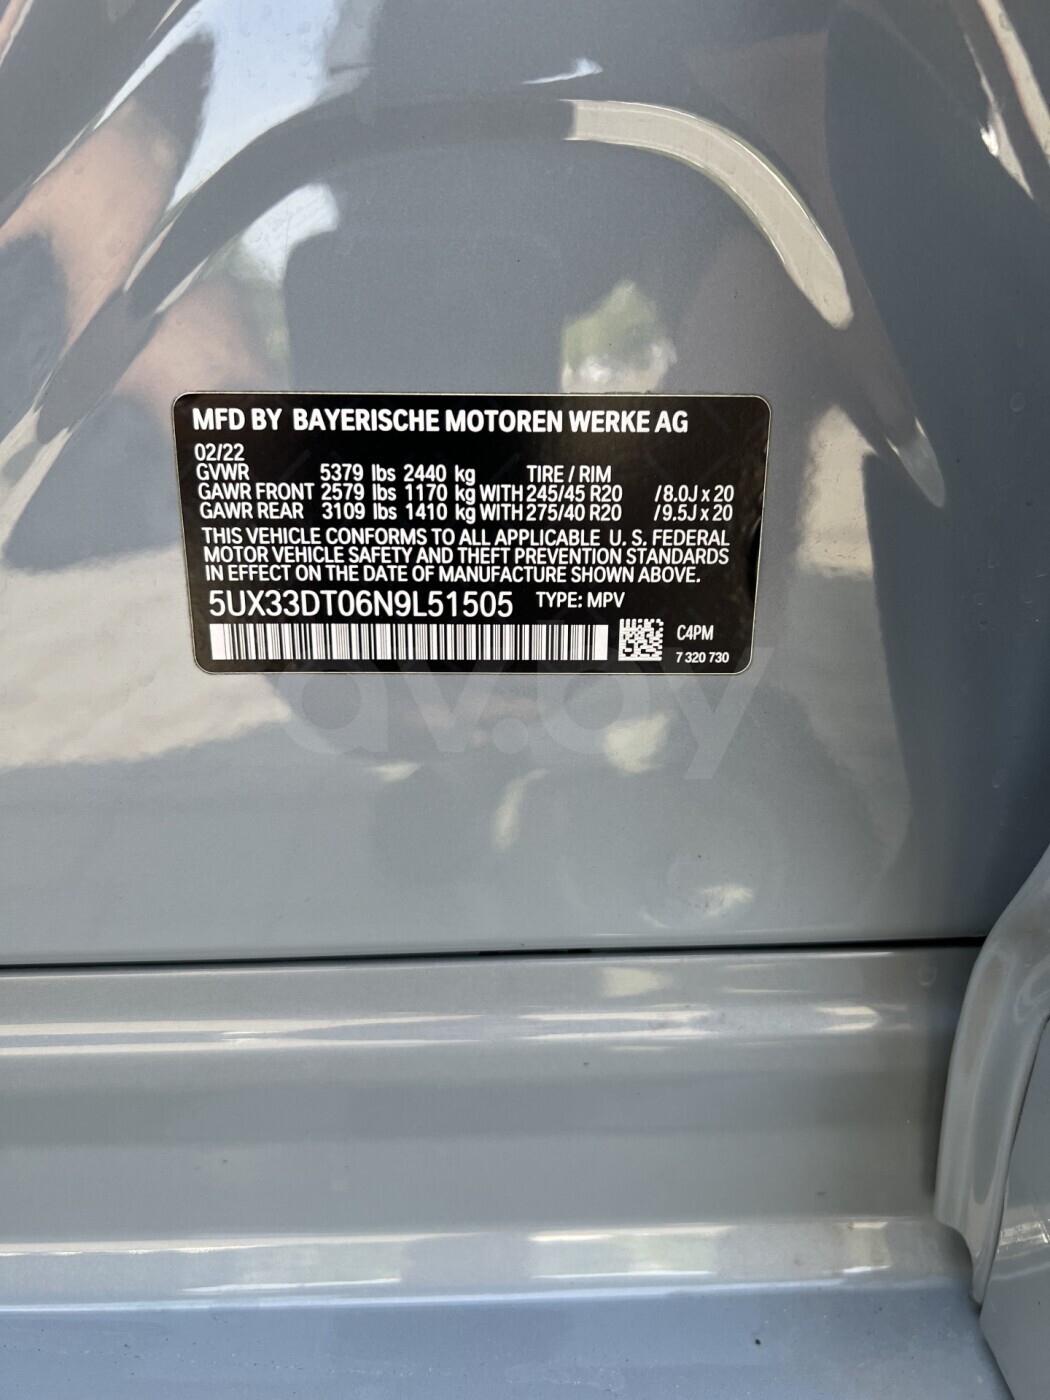 MFD BY BAYERISCHE MOTOREN WERKE AG
02/22
GVWR 5379 lbs 2440 kg TIRE / RIM
GAWR FRONT 2579 lbs 1170 kg WITH 245/45 R20 / 8.0J x 20
GAWR REAR 3109 lbs 1410 kg WITH 275/40 R20 / 9.5J x 20
THIS VEHICLE CONFORMS TO ALL APPLICABLE U. S. FEDERAL
MOTOR VEHICLE SAFETY AND THEFT PREVENTION STANDARDS
IN EFFECT ON THE DATE OF MANUFACTURE SHOWN ABOVE.
5UX33DT06N9L51505 TYPE: MPV
C4PM
7 320 730
av.by